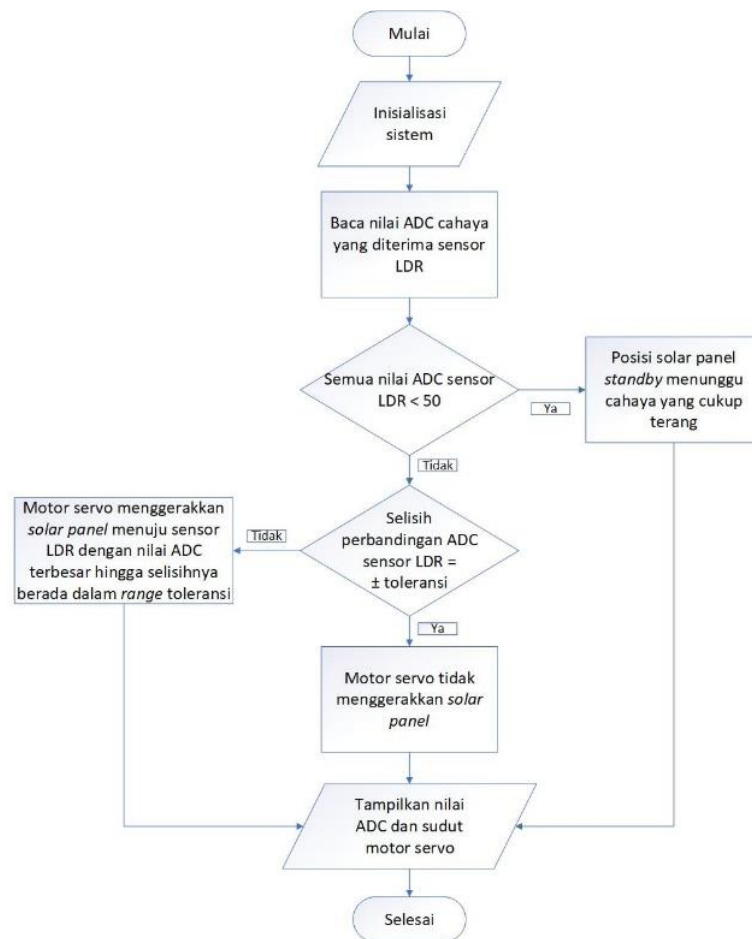 Mulai
Inisialisasi
sistem
Baca nilai ADC cahaya
yang diterima sensor
LDR
Semua nilai ADC sensor
LDR < 50
Ya
Posisi solar panel
standby menunggu
cahaya yang cukup
terang
Tidak
Selisih
perbandingan ADC
sensor LDR =
± toleransi
Tidak
Motor servo menggerakkan
solar panel menuju sensor
LDR dengan nilai ADC
terbesar hingga selisihnya
berada dalam range toleransi
Ya
Motor servo tidak
menggerakkan solar
panel
Tampilkan nilai
ADC dan sudut
motor servo
Selesai